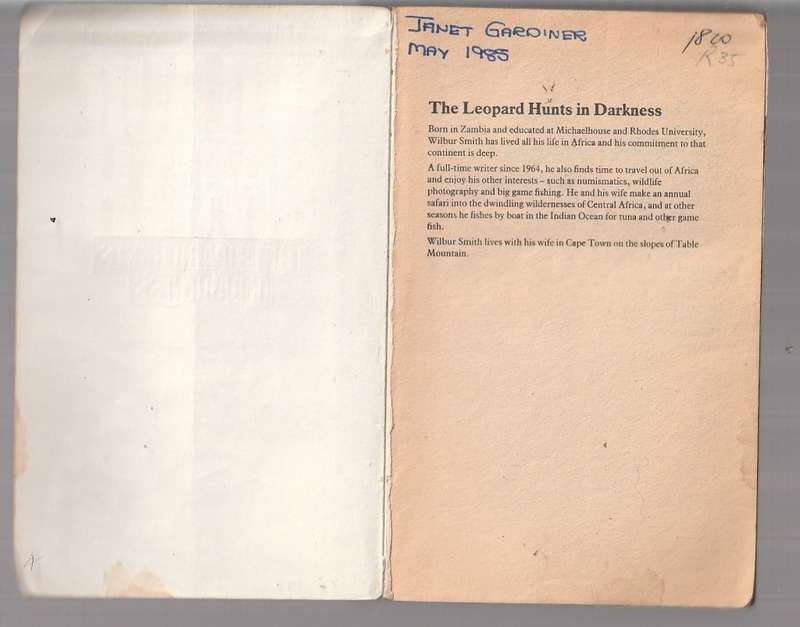 JANET GARDINER
MAY 1985
1820
R35
The Leopard Hunts in Darkness
Born in Zambia and educated at Michaelhouse and Rhodes University,
Wilbur Smith has lived all his life in Africa and his commitment to that
continent is deep.
A full-time writer since 1964, he also finds time to travel out of Africa
and enjoy his other interests – such as numismatics, wildlife
photography and big game fishing. He and his wife make an annual
safari into the dwindling wildernesses of Central Africa, and at other
seasons he fishes by boat in the Indian Ocean for tuna and other game
fish.
Wilbur Smith lives with his wife in Cape Town on the slopes of Table
Mountain.